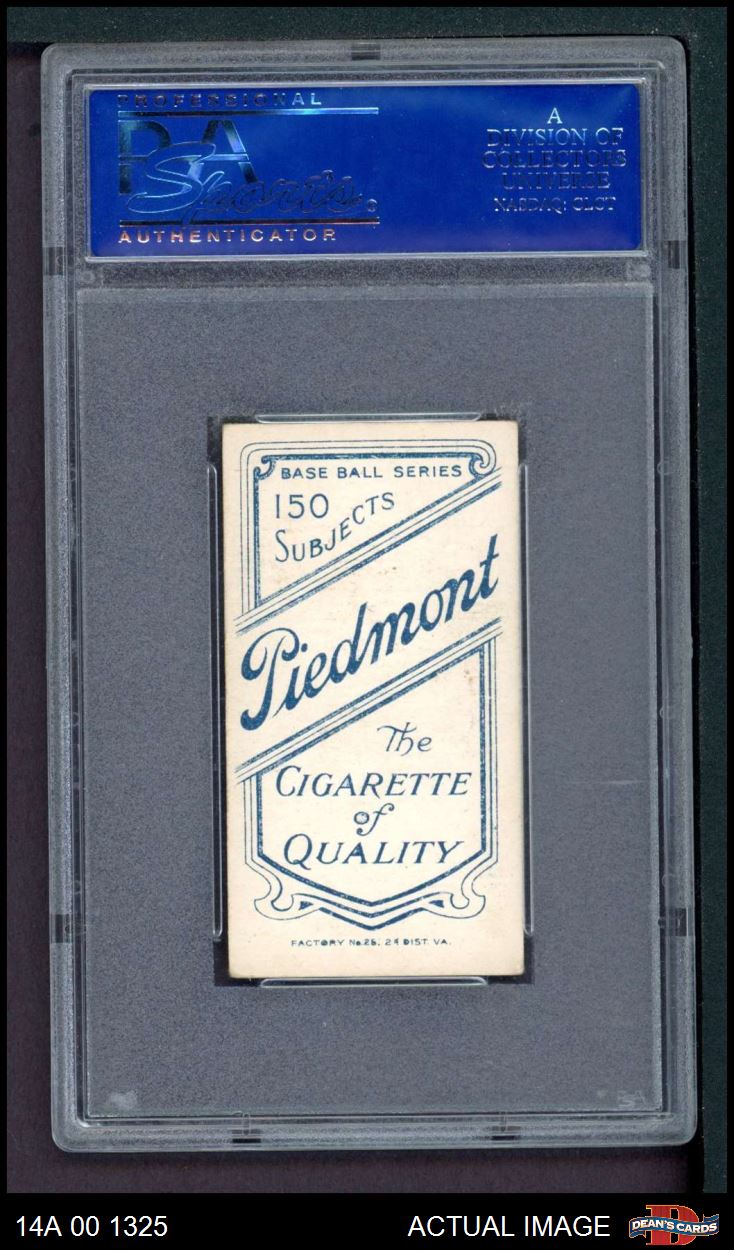 PROFESSIONAL
PSA
Sports
AUTHENTICATOR
A
DIVISION OF
COLLECTORS
UNIVERSE
NASDAQ: CLCT
BASE BALL SERIES
150
SUBJECTS
Piedmont
The
CIGARETTE
of
QUALITY
FACTORY No. 25, 2d DIST. VA.
14A 00 1325
ACTUAL IMAGE
D
DEAN'S CARDS